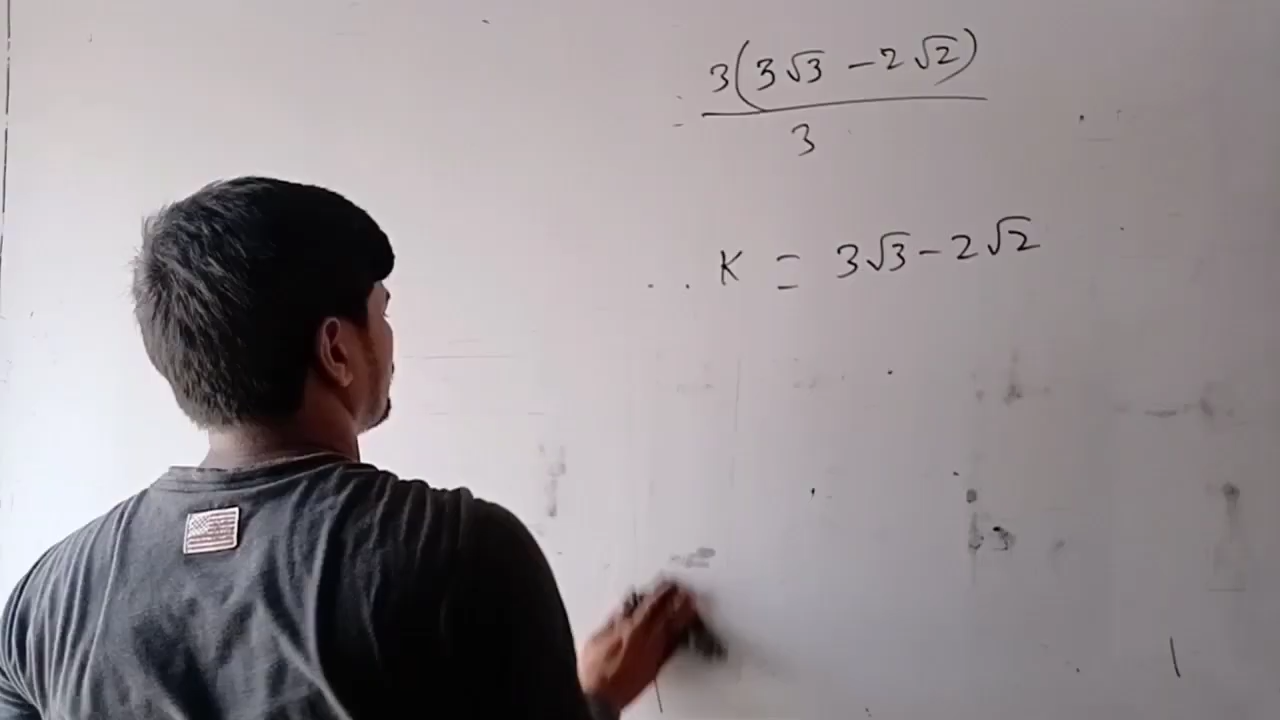 = 3(3√3 - 2√2) / 3
∴ K = 3√3 - 2√2